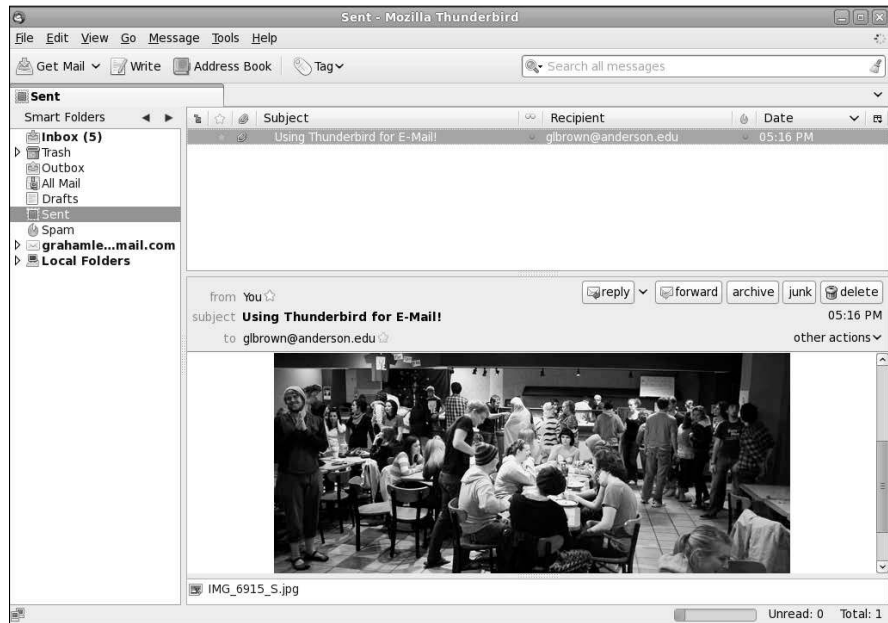 Sent - Mozilla Thunderbird
File Edit View Go Message Tools Help
Get Mail Write Address Book Tag Search all messages
Sent
Smart Folders Subject Recipient Date
Using Thunderbird for E-Mail! glbrown@anderson.edu 05:16 PM
Inbox (5)
Trash
Outbox
All Mail
Drafts
Sent
Spam
grahamle...mail.com
Local Folders
from You reply forward archive junk delete
subject Using Thunderbird for E-Mail! 05:16 PM
to glbrown@anderson.edu other actions
IMG_6915_S.jpg
Unread: 0 Total: 1